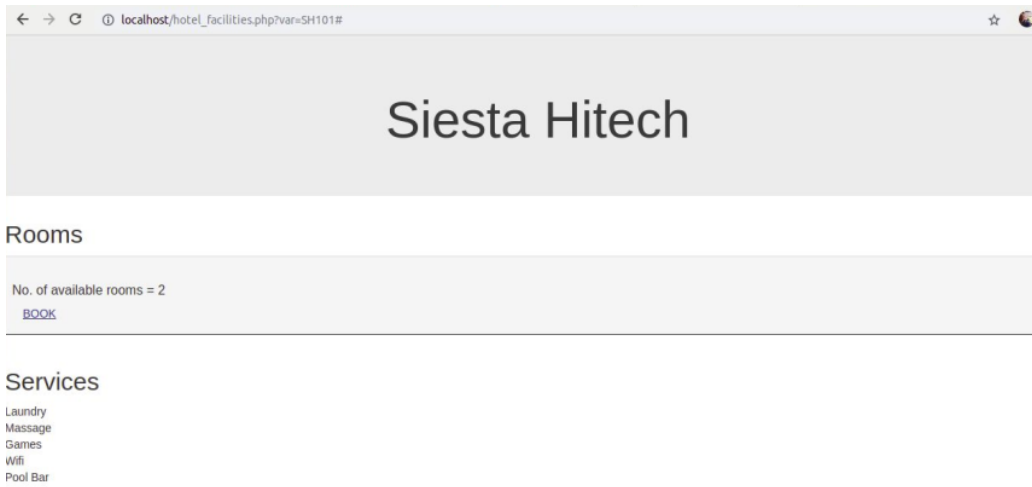 localhost/hotel_facilities.php?var=SH101#
Siesta Hitech
Rooms
No. of available rooms = 2
BOOK
Services
Laundry
Massage
Games
Wifi
Pool Bar